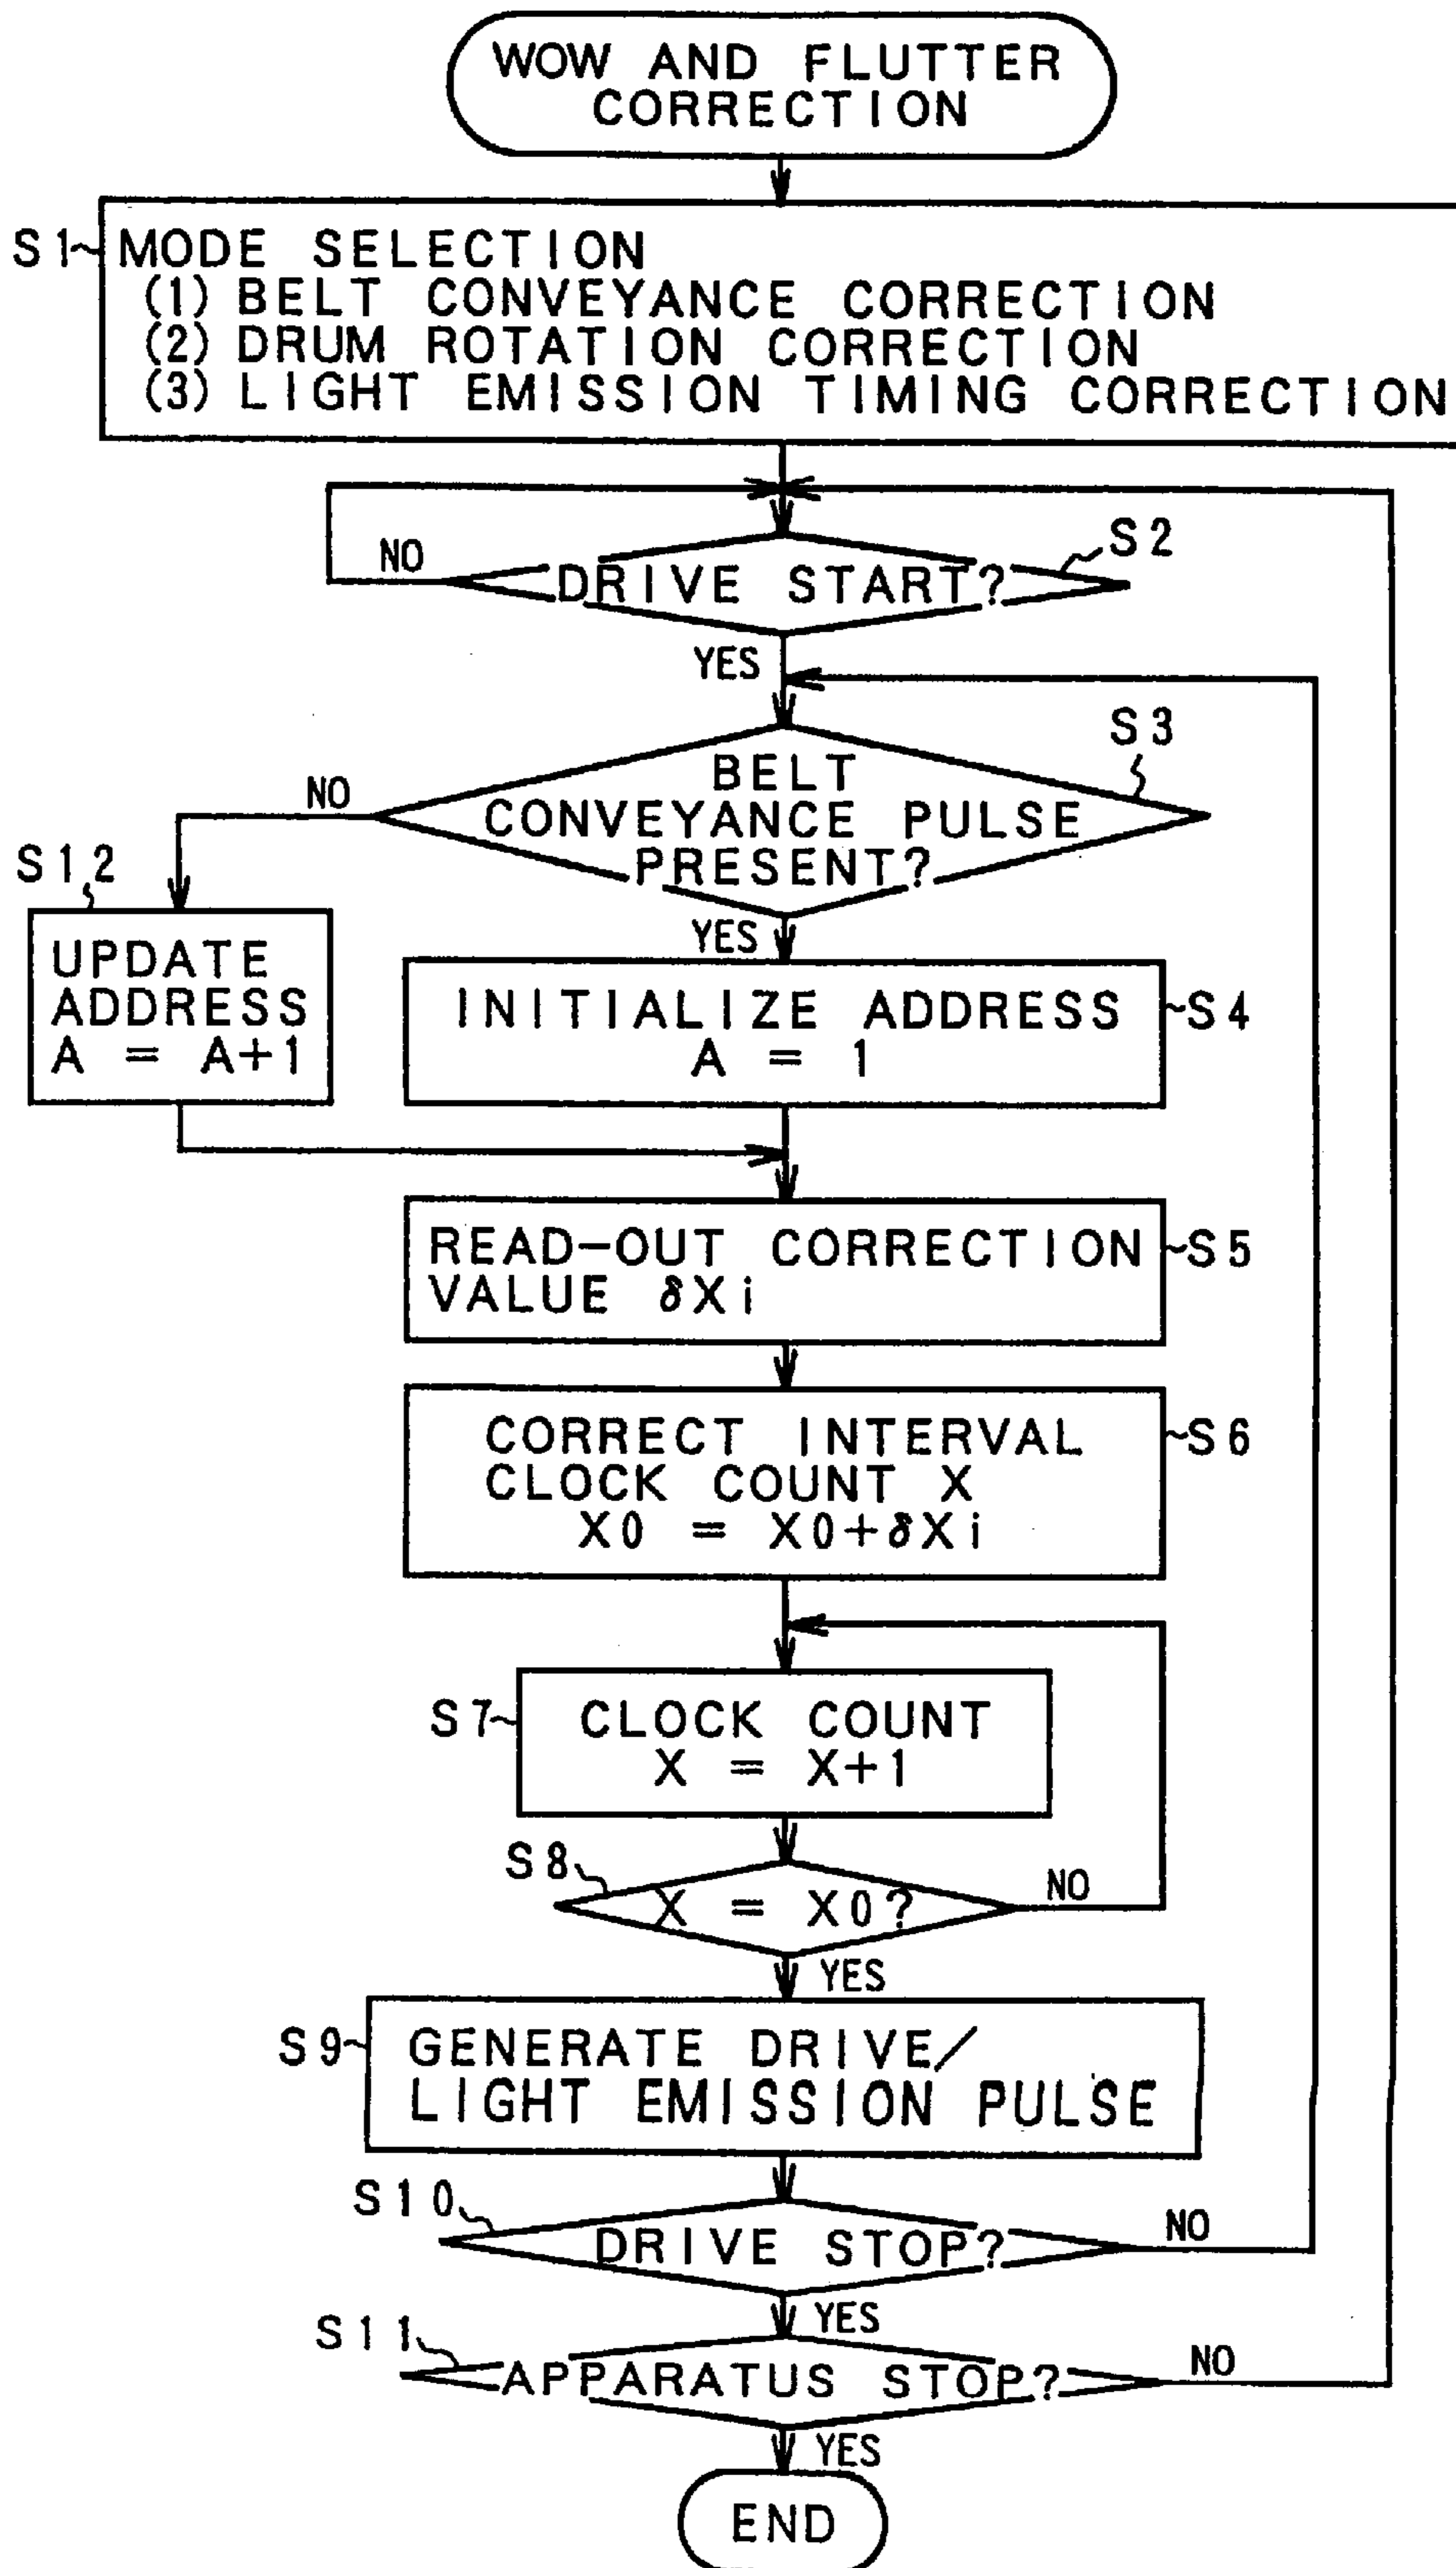 WOW AND FLUTTER
CORRECTION
S1
MODE SELECTION
(1) BELT CONVEYANCE CORRECTION
(2) DRUM ROTATION CORRECTION
(3) LIGHT EMISSION TIMING CORRECTION
S2
NO
DRIVE START?
YES
S3
NO
BELT
CONVEYANCE PULSE
PRESENT?
YES
S12
UPDATE
ADDRESS
A = A+1
INITIALIZE ADDRESS
A = 1
S4
READ-OUT CORRECTION
VALUE δXi
S5
CORRECT INTERVAL
CLOCK COUNT X
X0 = X0+δXi
S6
S7
CLOCK COUNT
X = X+1
S8
X = X0?
NO
YES
S9
GENERATE DRIVE/
LIGHT EMISSION PULSE
S10
DRIVE STOP?
NO
YES
S11
APPARATUS STOP?
NO
YES
END